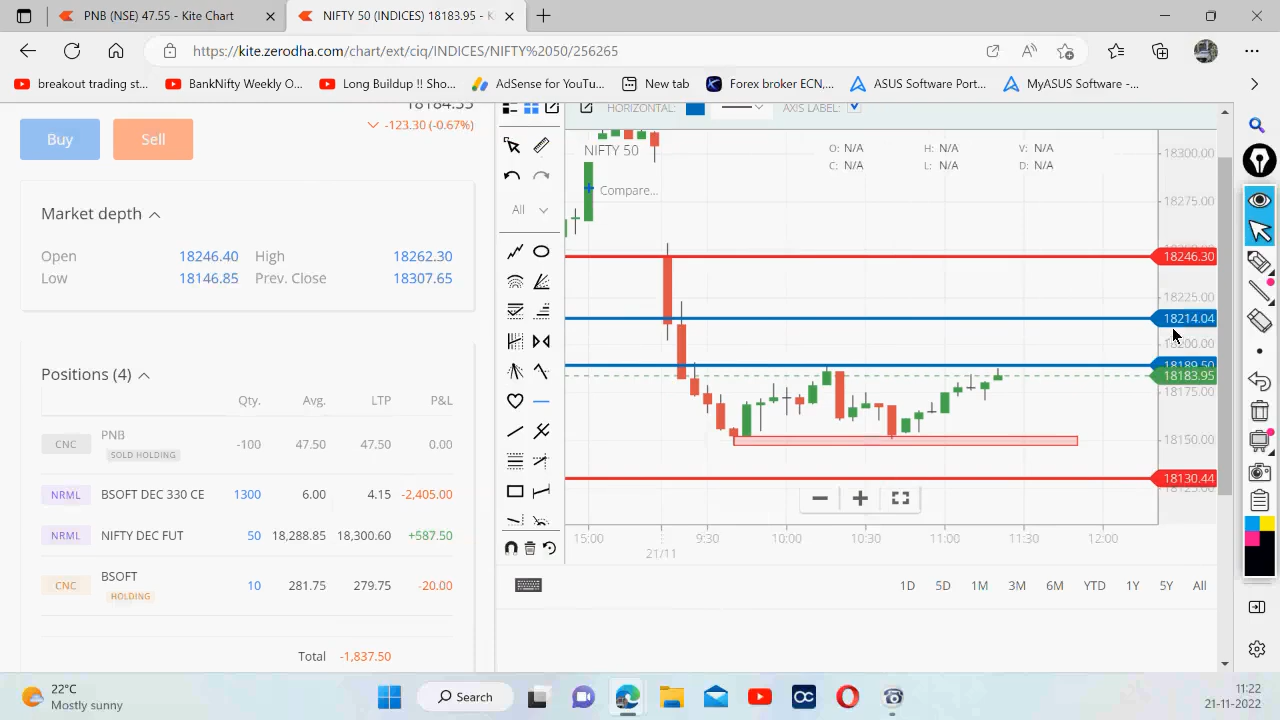 PNB (NSE) 47.55 - Kite Chart
NIFTY 50 (INDICES) 18183.95 - K
https://kite.zerodha.com/chart/ext/ciq/INDICES/NIFTY%2050/256265
breakout trading st...
BankNifty Weekly O...
Long Buildup !! Sho...
AdSense for YouTu...
New tab
Forex broker ECN,...
ASUS Software Port...
MyASUS Software -...
-123.30 (-0.67%)
Buy
Sell
Market depth
Open 18246.40 High 18262.30
Low 18146.85 Prev. Close 18307.65
Positions (4)
Qty. Avg. LTP P&L
CNC PNB -100 47.50 47.50 0.00
SOLD HOLDING
NRML BSOFT DEC 330 CE 1300 6.00 4.15 -2,405.00
NRML NIFTY DEC FUT 50 18,288.85 18,300.60 +587.50
CNC BSOFT 10 281.75 279.75 -20.00
HOLDING
Total -1,837.50
HORIZONTAL:
AXIS LABEL:
All
NIFTY 50
Compare...
O: N/A H: N/A V: N/A
C: N/A L: N/A D: N/A
18300.00
18275.00
18246.30
18225.00
18214.04
18200.00
18189.50
18183.95
18175.00
18150.00
18130.44
18125.00
15:00 9:30 10:00 10:30 11:00 11:30 12:00
21/11
1D 5D 1M 3M 6M YTD 1Y 5Y All
22°C
Mostly sunny
Search
OC
11:22
21-11-2022